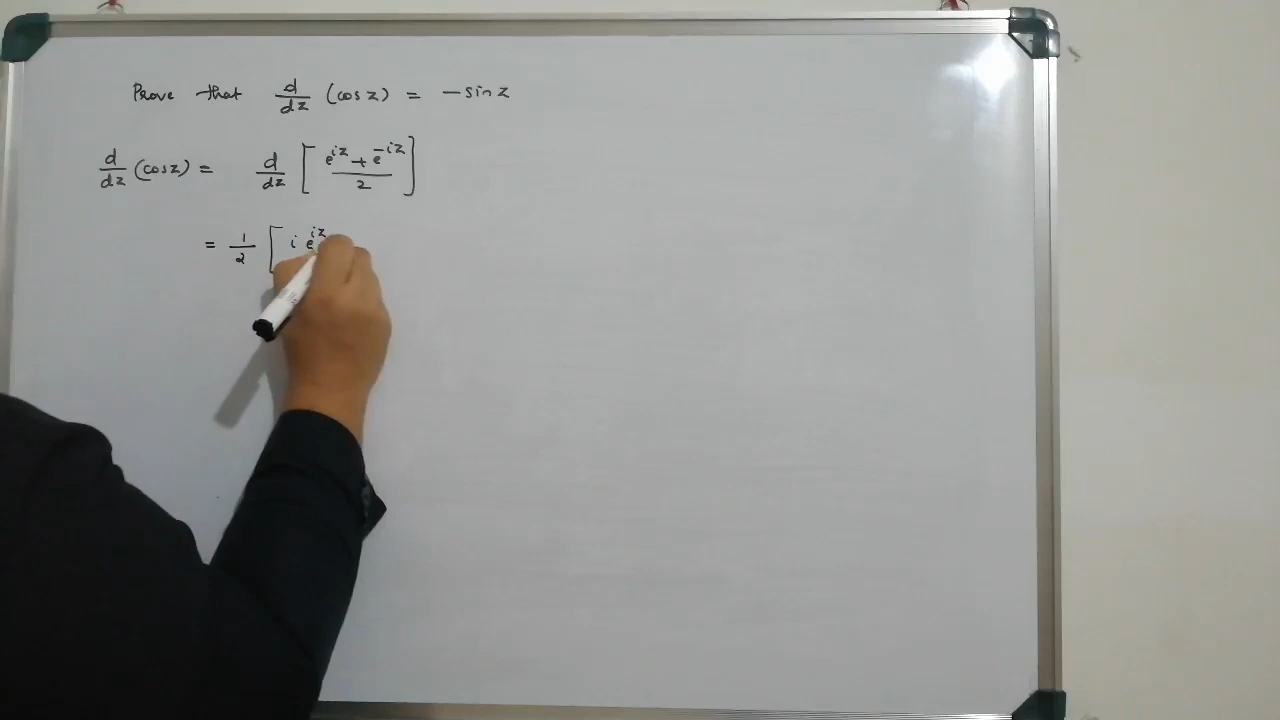 Prove that d/dz (cos z) = -sin z
d/dz (cos z) = d/dz [ (e^{iz} + e^{-iz})/2 ]
= 1/2 [ i e^{iz}